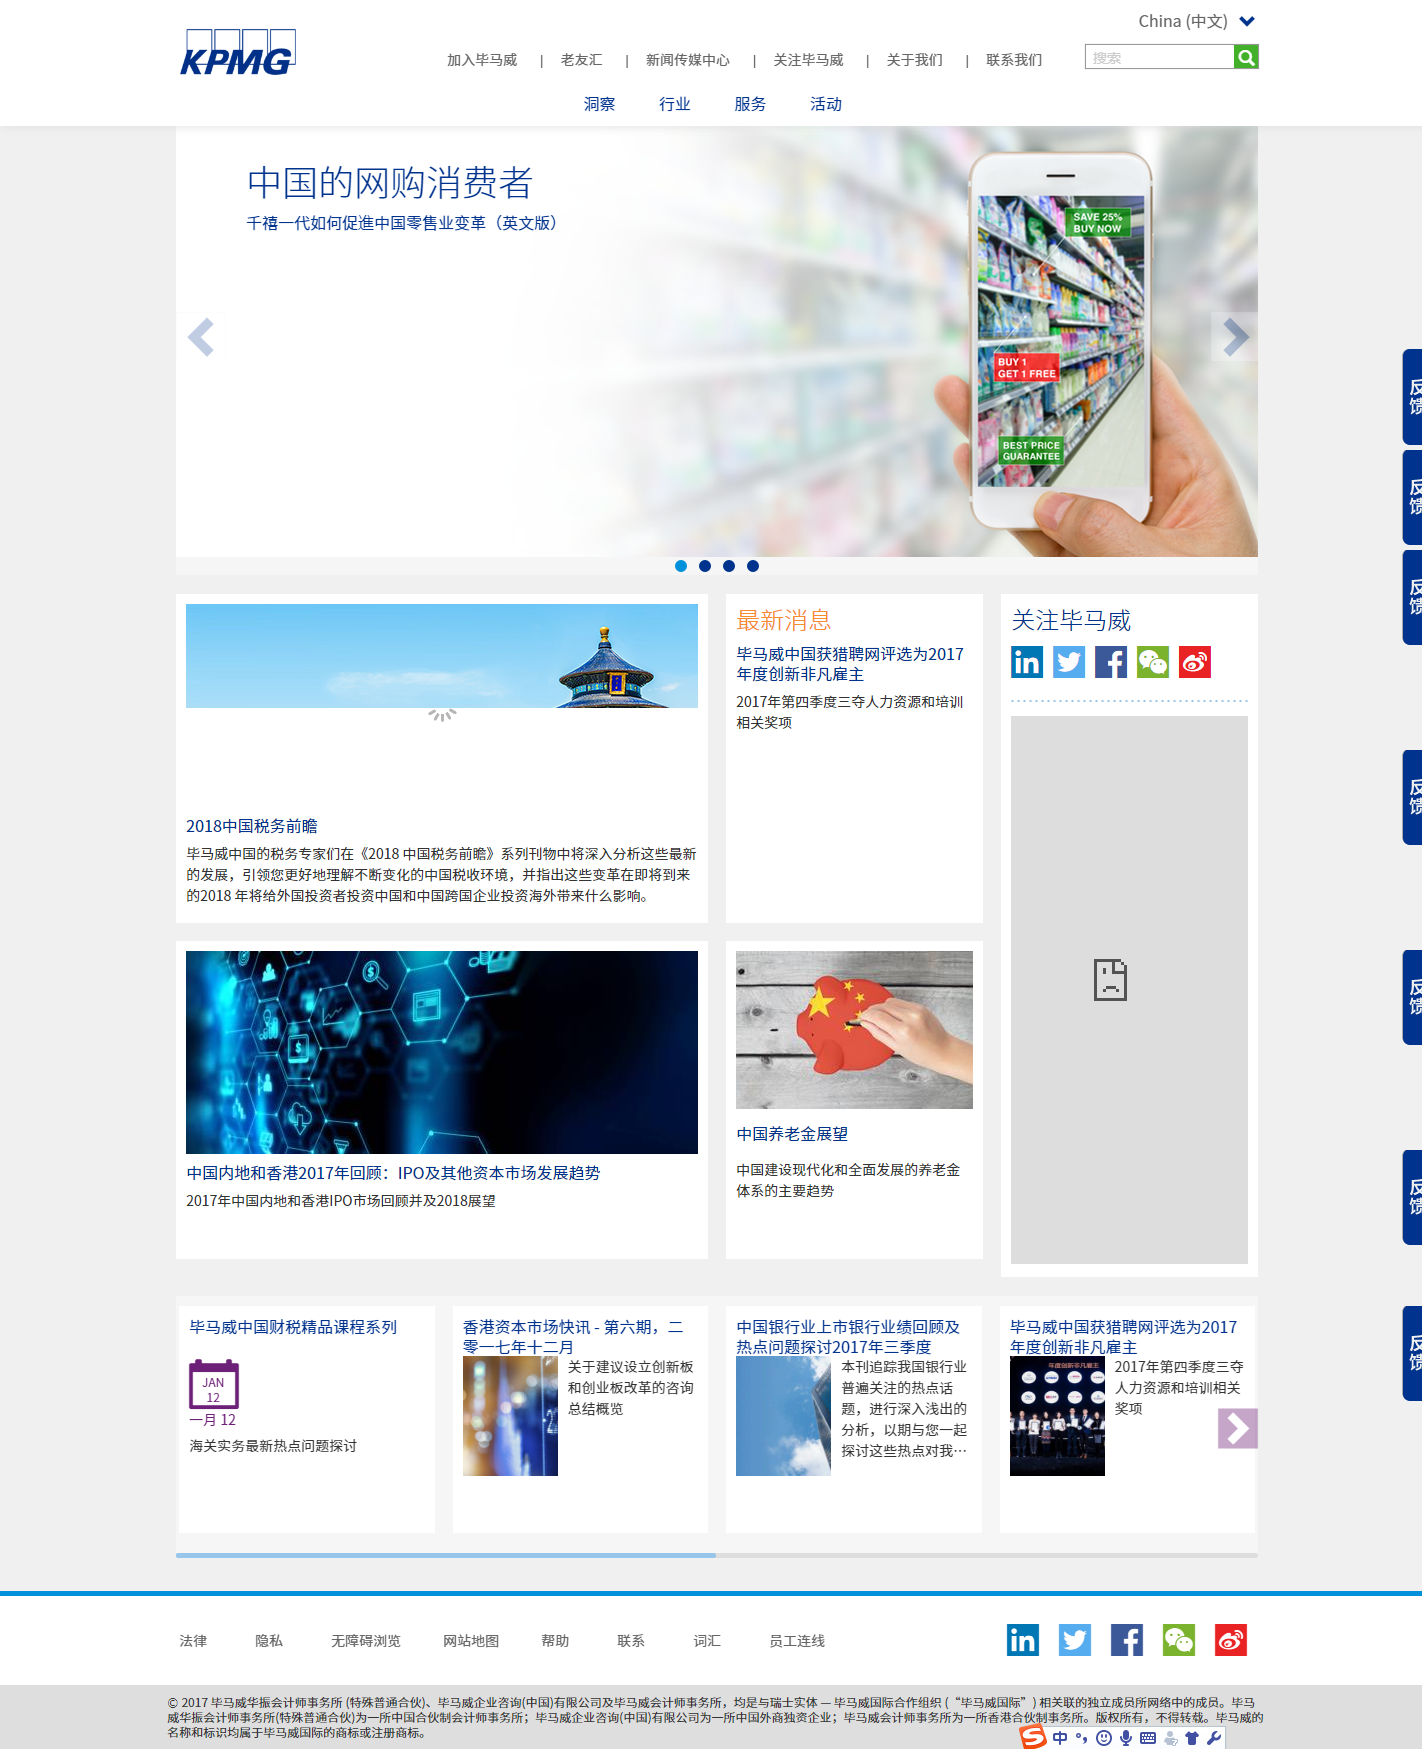 China (中文)
KPMG
加入毕马威 | 老友汇 | 新闻传媒中心 | 关注毕马威 | 关于我们 | 联系我们
搜索
洞察 行业 服务 活动
中国的网购消费者
千禧一代如何促進中国零售业变革（英文版）
SAVE 25%
BUY NOW
BUY 1
GET 1 FREE
BEST PRICE
GUARANTEE
反馈
反馈
反馈
反馈
反馈
反馈
反馈
最新消息
毕马威中国获猎聘网评选为2017
年度创新非凡雇主
2017年第四季度三夺人力资源和培训
相关奖项
关注毕马威
2018中国税务前瞻
毕马威中国的税务专家们在《2018 中国税务前瞻》系列刊物中将深入分析这些最新
的发展，引领您更好地理解不断变化的中国税收环境，并指出这些变革在即将到来
的2018 年将给外国投资者投资中国和中国跨国企业投资海外带来什么影响。
中国内地和香港2017年回顾：IPO及其他资本市场发展趋势
2017年中国内地和香港IPO市场回顾并及2018展望
中国养老金展望
中国建设现代化和全面发展的养老金
体系的主要趋势
毕马威中国财税精品课程系列
JAN
12
一月 12
海关实务最新热点问题探讨
香港资本市场快讯 - 第六期，二
零一七年十二月
关于建议设立创新板
和创业板改革的咨询
总结概览
中国银行业上市银行业绩回顾及
热点问题探讨2017年三季度
本刊追踪我国银行业
普遍关注的热点话
题，进行深入浅出的
分析，以期与您一起
探讨这些热点对我…
毕马威中国获猎聘网评选为2017
年度创新非凡雇主
年度创新非凡雇主
2017年第四季度三夺
人力资源和培训相关
奖项
法律 隐私 无障碍浏览 网站地图 帮助 联系 词汇 员工连线
© 2017 毕马威华振会计师事务所 (特殊普通合伙)、毕马威企业咨询(中国)有限公司及毕马威会计师事务所，均是与瑞士实体 — 毕马威国际合作组织 (“毕马威国际”) 相关联的独立成员所网络中的成员。毕马
威华振会计师事务所(特殊普通合伙)为一所中国合伙制会计师事务所；毕马威企业咨询(中国)有限公司为一所中国外商独资企业；毕马威会计师事务所为一所香港合伙制事务所。版权所有，不得转载。毕马威的
名称和标识均属于毕马威国际的商标或注册商标。
中